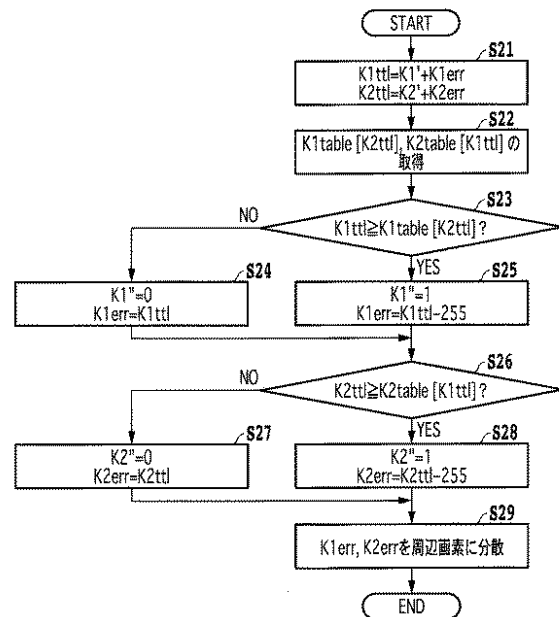 START
S21
K1ttl=K1'+K1err
K2ttl=K2'+K2err
S22
K1table [K2ttl], K2table [K1ttl] の
取得
S23
K1ttl≧K1table [K2ttl] ?
NO
YES
S24
K1"=0
K1err=K1ttl
S25
K1"=1
K1err=K1ttl-255
S26
K2ttl≧K2table [K1ttl] ?
NO
YES
S27
K2"=0
K2err=K2ttl
S28
K2"=1
K2err=K2ttl-255
S29
K1err, K2errを周辺画素に分散
END